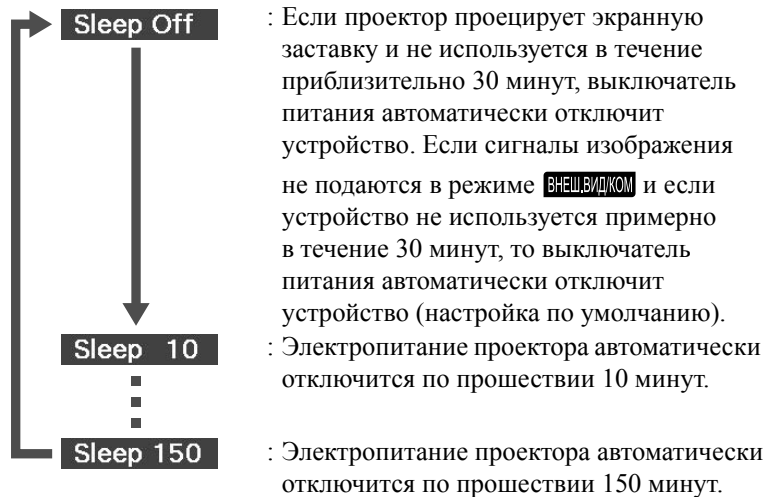 Sleep Off : Если проектор проецирует экранную
заставку и не используется в течение
приблизительно 30 минут, выключатель
питания автоматически отключит
устройство. Если сигналы изображения
не подаются в режиме ВНЕШ.ВИД/КОМ и если
устройство не используется примерно
в течение 30 минут, то выключатель
питания автоматически отключит
устройство (настройка по умолчанию).
Sleep 10 : Электропитание проектора автоматически
отключится по прошествии 10 минут.
Sleep 150 : Электропитание проектора автоматически
отключится по прошествии 150 минут.